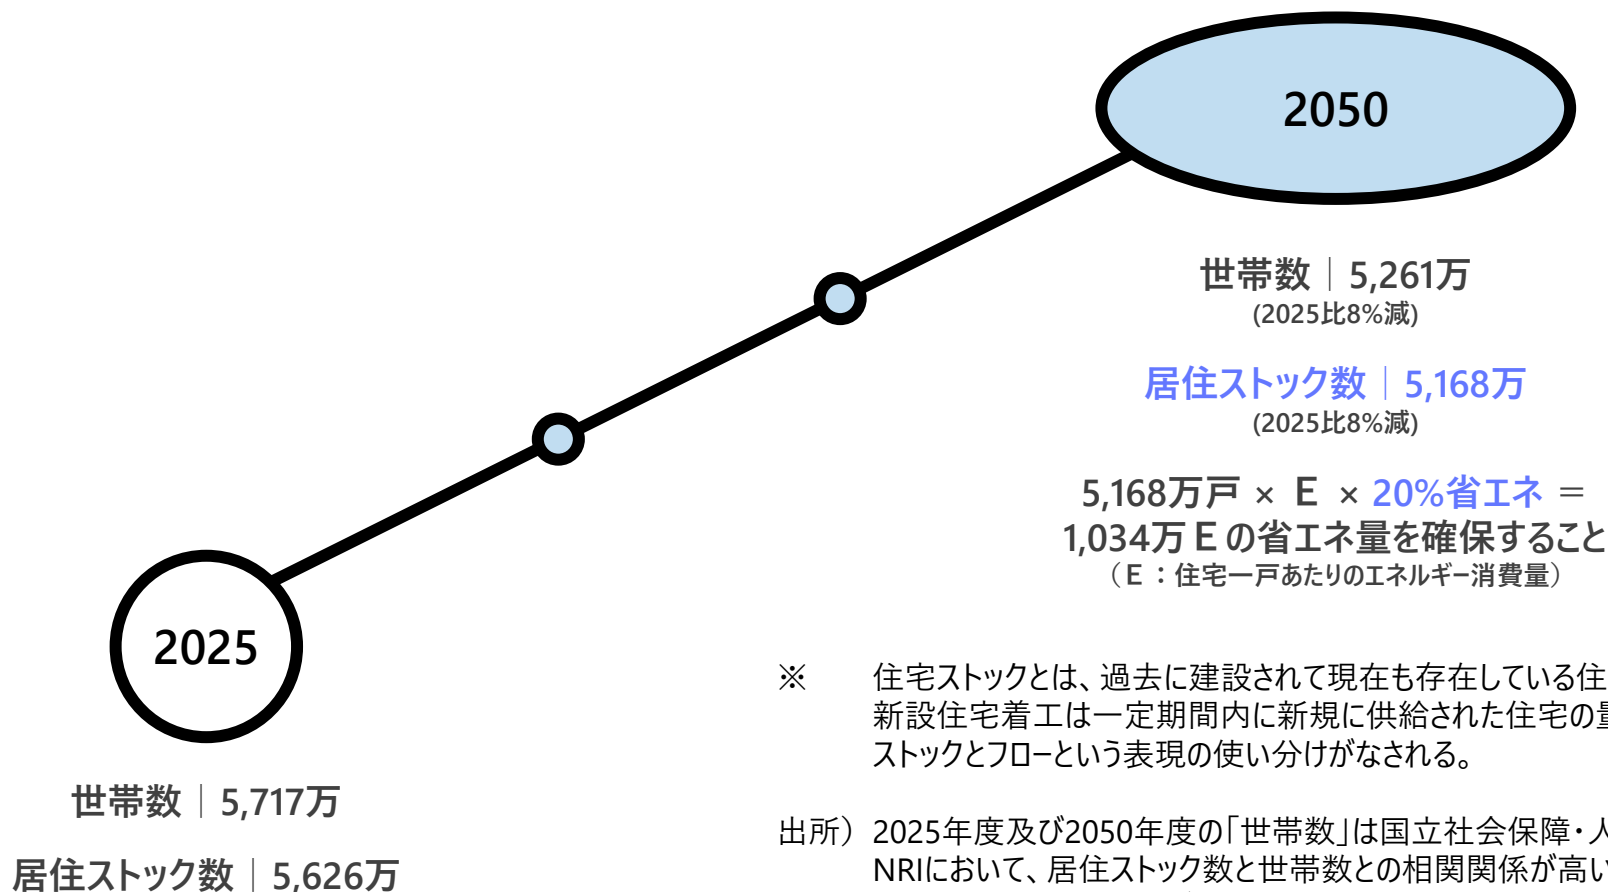 2050
世帯数｜5,261万
(2025比8%減)
居住ストック数｜5,168万
(2025比8%減)
5,168万戸 × E × 20%省エネ ＝
1,034万Eの省エネ量を確保すること
（E：住宅一戸あたりのエネルギー消費量）
2025
世帯数｜5,717万
居住ストック数｜5,626万
※ 住宅ストックとは、過去に建設されて現在も存在している住
新設住宅着工は一定期間内に新規に供給された住宅の量
ストックとフローという表現の使い分けがなされる。
出所）2025年度及び2050年度の「世帯数」は国立社会保障・人
NRIにおいて、居住ストック数と世帯数との相関関係が高い